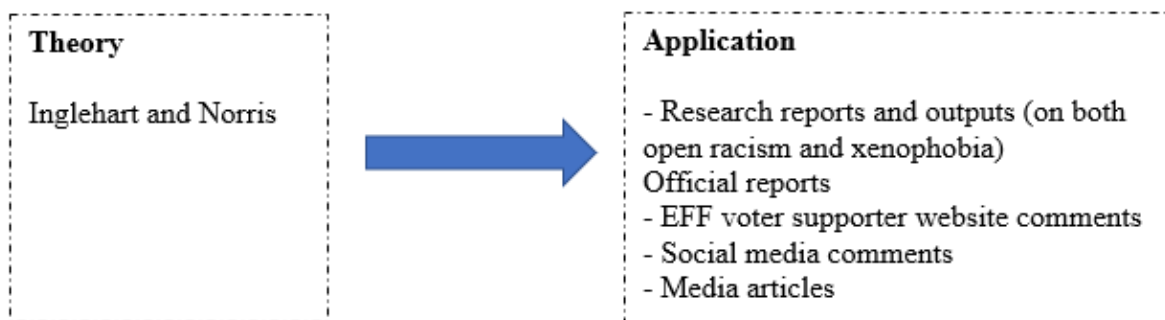 Theory
Inglehart and Norris
Application
- Research reports and outputs (on both
open racism and xenophobia)
Official reports
- EFF voter supporter website comments
- Social media comments
- Media articles